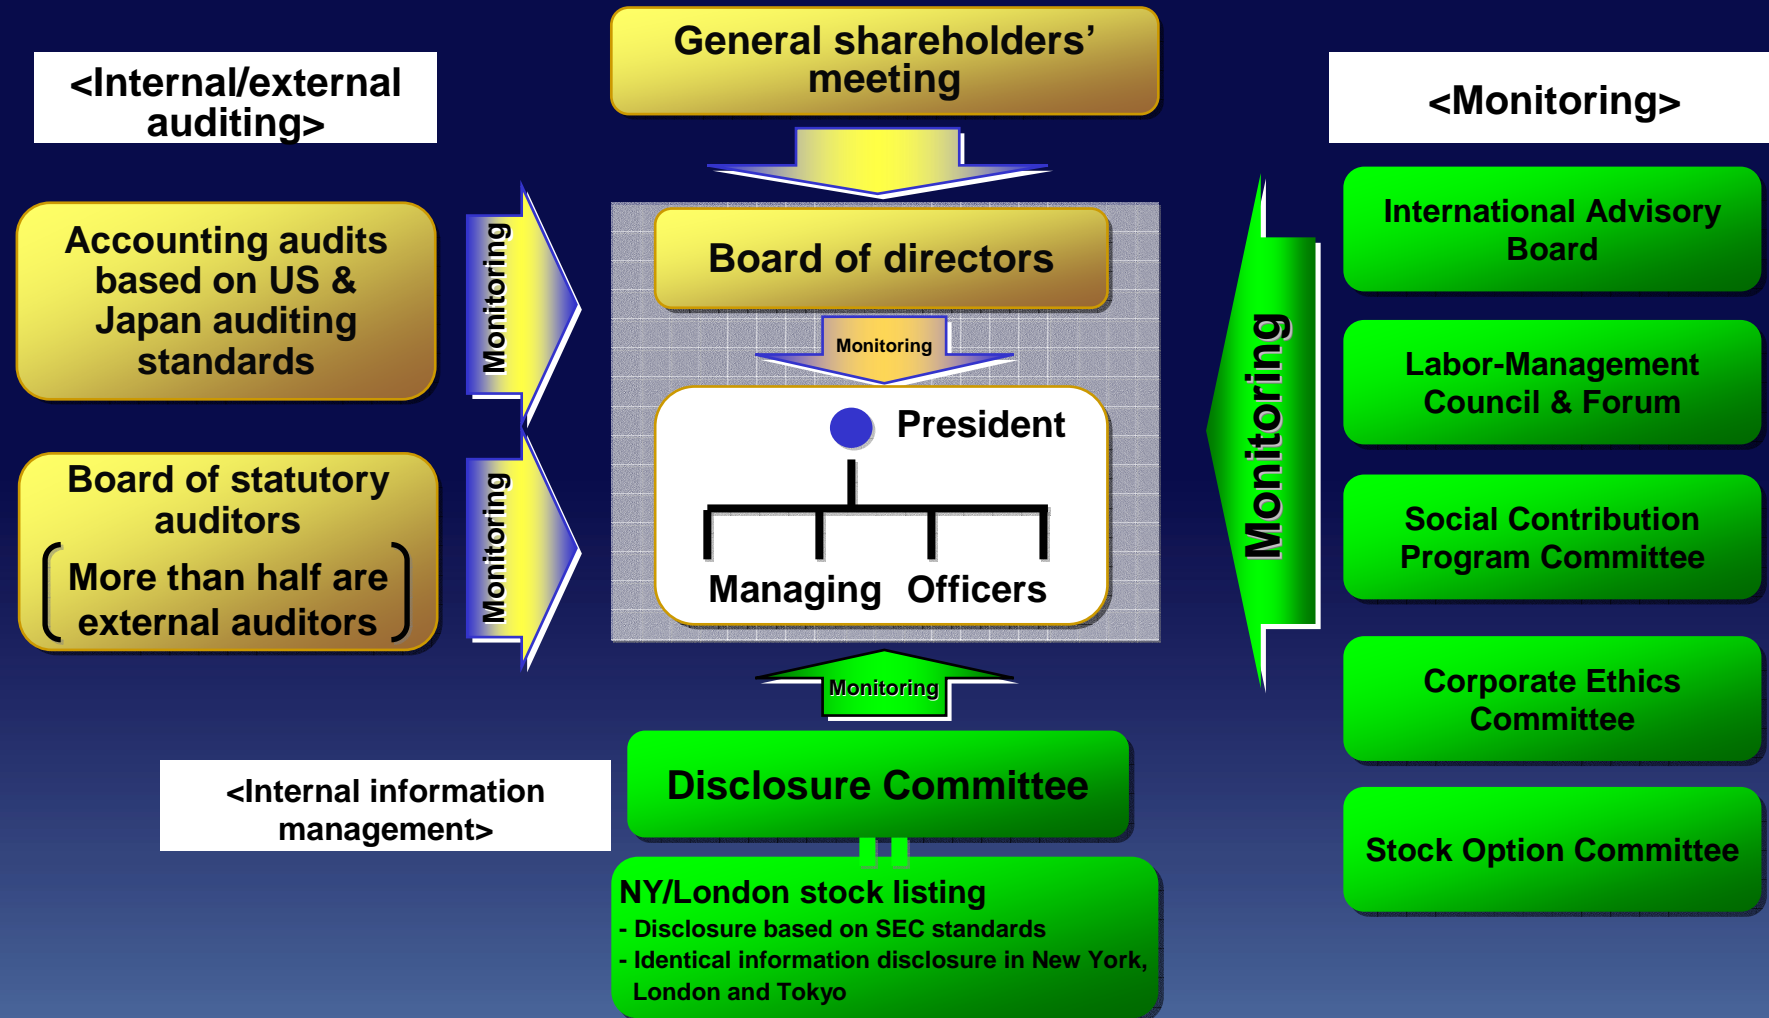 General shareholders’
meeting
<Internal/external
auditing>
<Monitoring>
Accounting audits
based on US &
Japan auditing
standards
Monitoring
Board of statutory
auditors
More than half are
external auditors
Monitoring
Board of directors
Monitoring
President
Managing Officers
Monitoring
Disclosure Committee
<Internal information
management>
NY/London stock listing
- Disclosure based on SEC standards
- Identical information disclosure in New York,
London and Tokyo
Monitoring
International Advisory
Board
Labor-Management
Council & Forum
Social Contribution
Program Committee
Corporate Ethics
Committee
Stock Option Committee